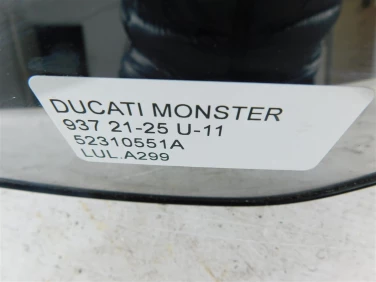 DUCATI MONSTER
937 21-25 U-11
52310551A
LUL.A299